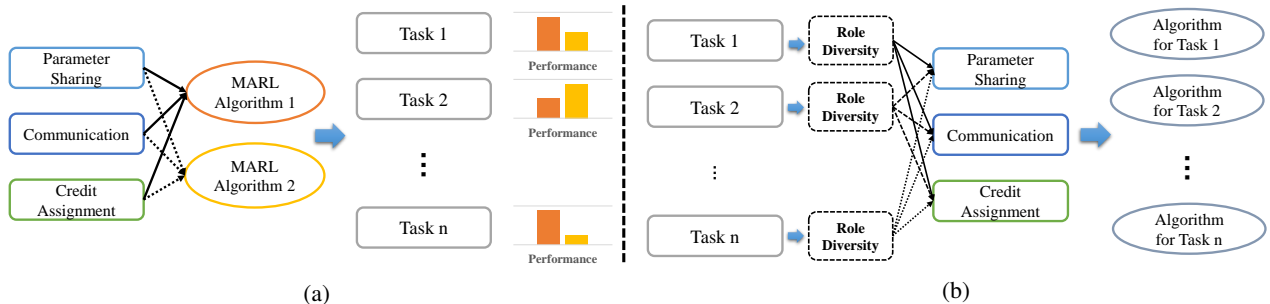 Parameter
Sharing
Communication
Credit
Assignment
MARL
Algorithm 1
MARL
Algorithm 2
Task 1
Performance
Task 2
Performance
Task n
Performance
(a)
Task 1
Role
Diversity
Task 2
Role
Diversity
Task n
Role
Diversity
Parameter
Sharing
Communication
Credit
Assignment
Algorithm
for Task 1
Algorithm
for Task 2
Algorithm
for Task n
(b)